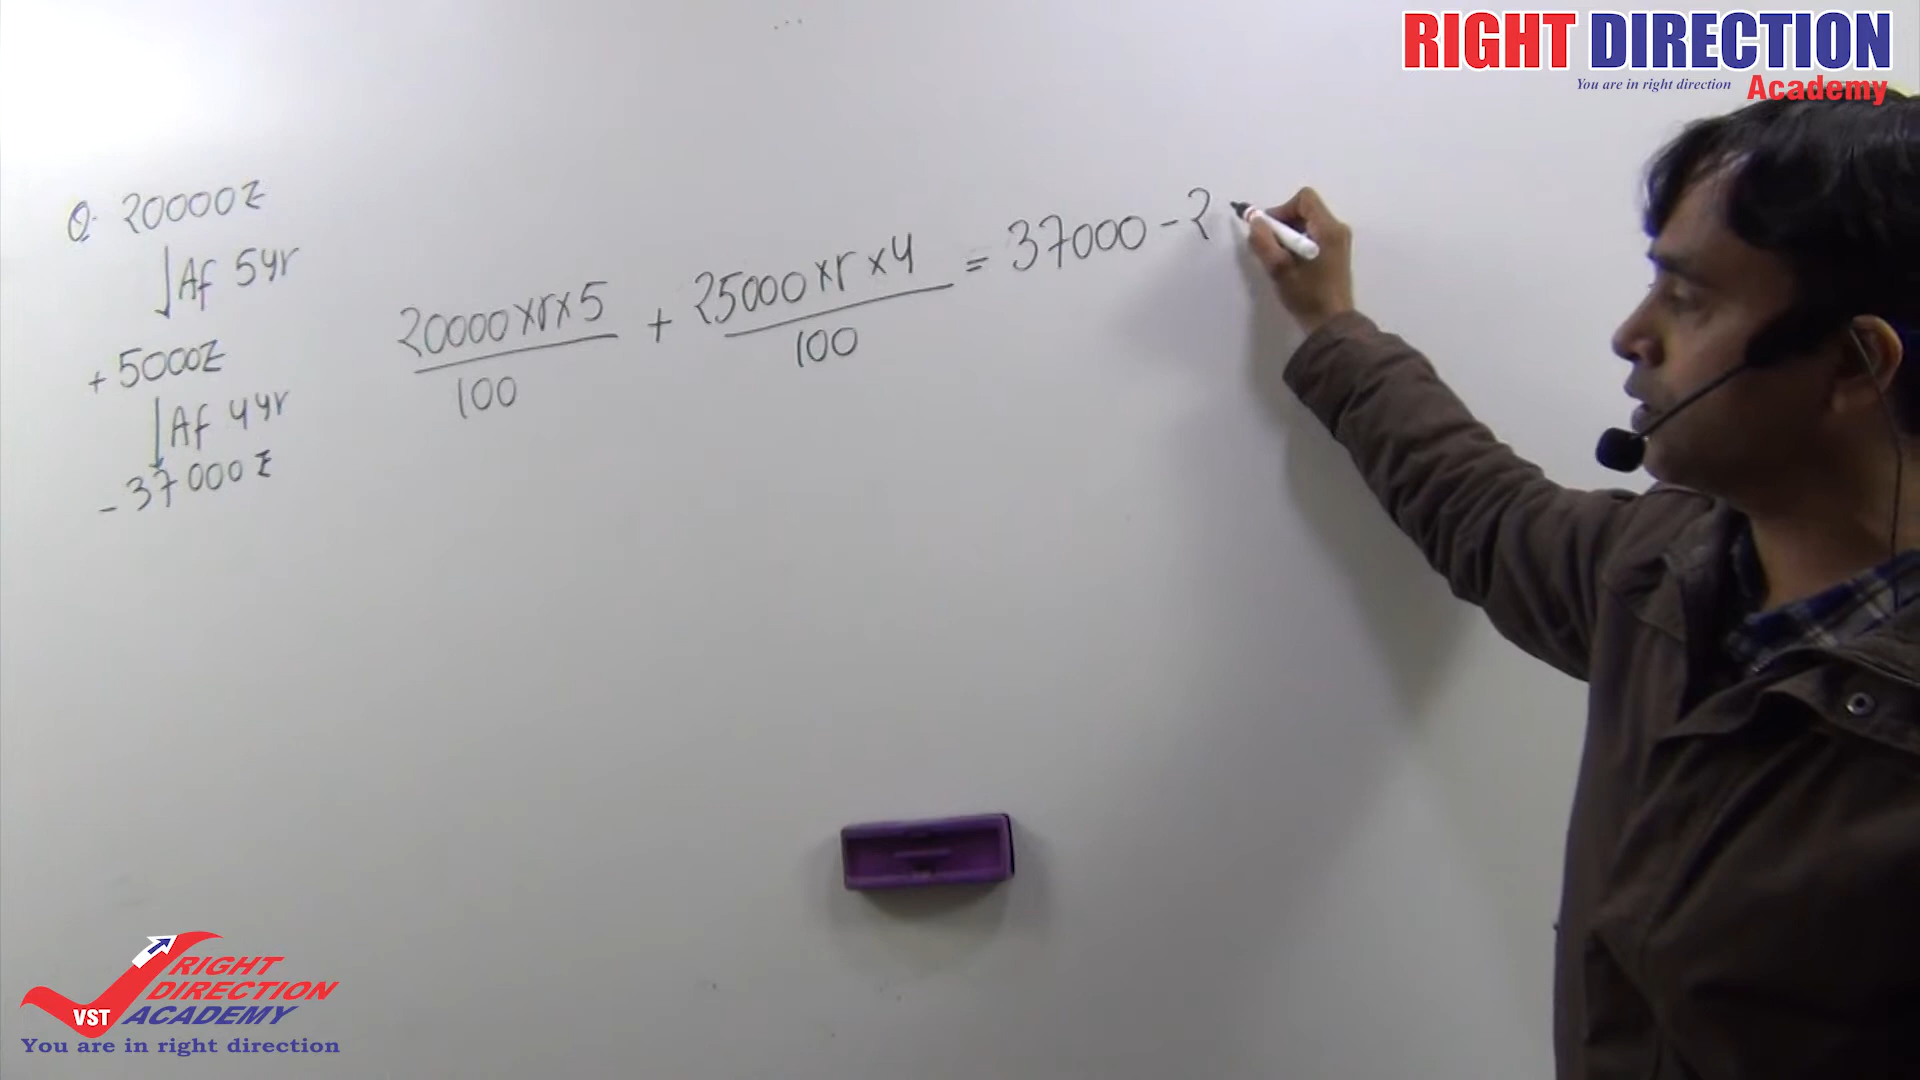 RIGHT DIRECTION
You are in right direction Academy
Q. 20000₹
Af 5yr
+ 5000₹
Af 4yr
- 37000₹
20000×r×5 + 25000×r×4 = 37000-2
100 100
RIGHT
DIRECTION
VST ACADEMY
You are in right direction